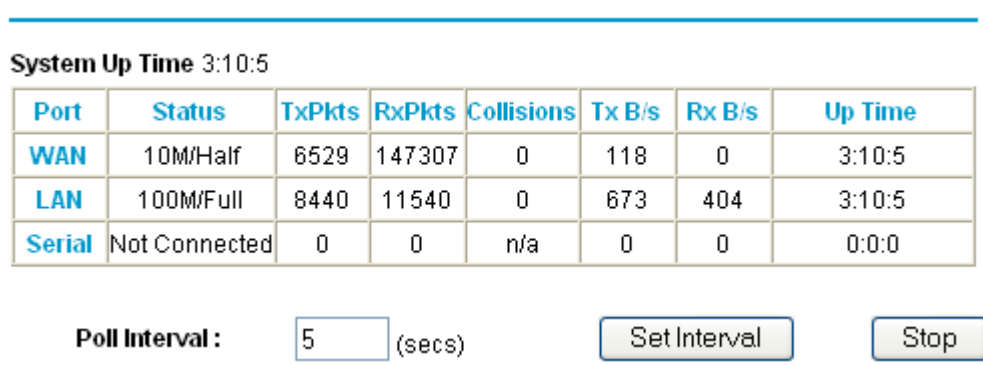 System Up Time 3:10:5
Port Status TxPkts RxPkts Collisions Tx B/s Rx B/s Up Time
WAN 10M/Half 6529 147307 0 118 0 3:10:5
LAN 100M/Full 8440 11540 0 673 404 3:10:5
Serial Not Connected 0 0 n/a 0 0 0:0:0
Poll Interval : 5 (secs) Set Interval Stop